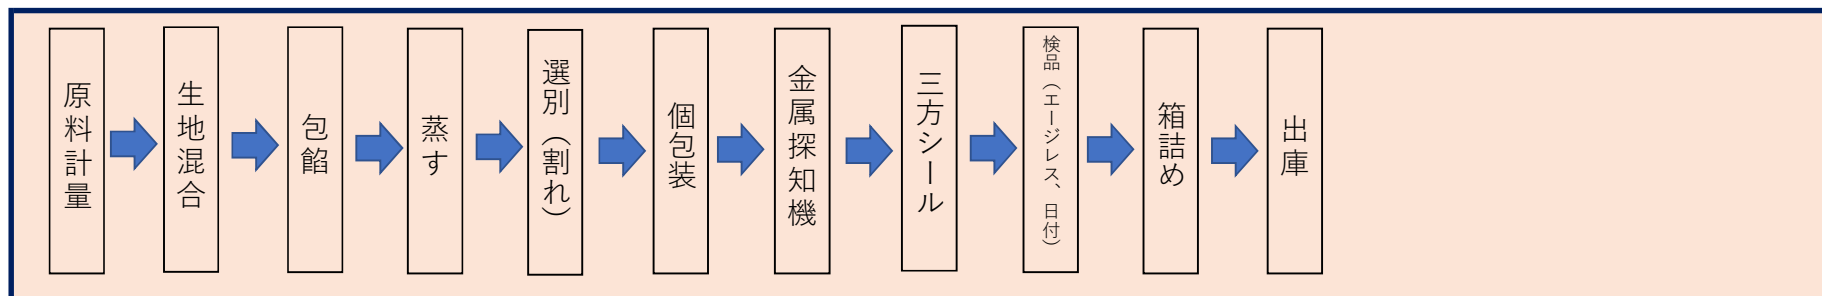 原料計量
生地混合
包餡
蒸す
選別（割れ）
個包装
金属探知機
三方シール
検品（エージレス、日付）
箱詰め
出庫